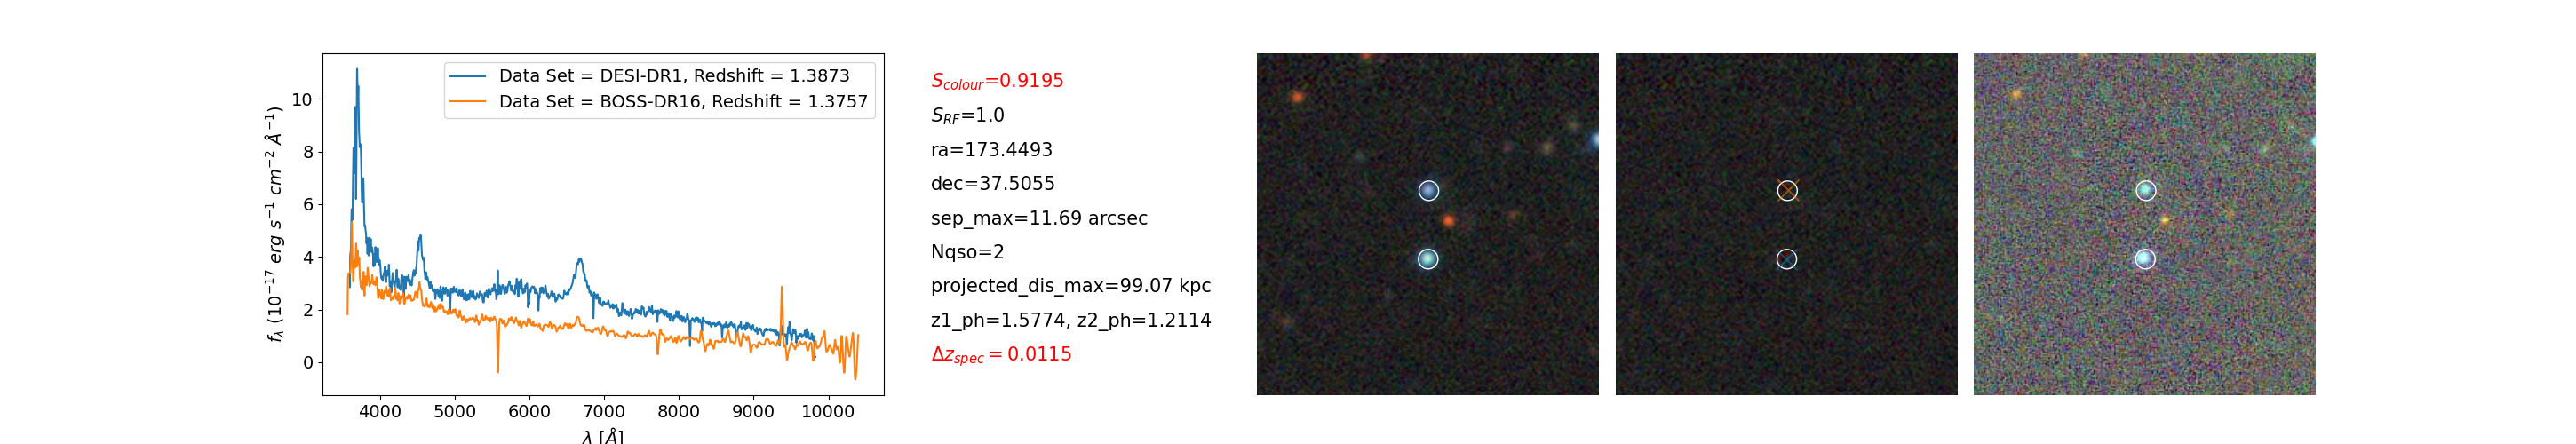 Data Set = DESI-DR1, Redshift = 1.3873
Data Set = BOSS-DR16, Redshift = 1.3757
10
8
6
4
2
0
4000 5000 6000 7000 8000 9000 10000
λ [Å]
f_λ (10⁻¹⁷ erg s⁻¹ cm⁻² Å⁻¹)
S_colour=0.9195
S_RF=1.0
ra=173.4493
dec=37.5055
sep_max=11.69 arcsec
Nqso=2
projected_dis_max=99.07 kpc
z1_ph=1.5774, z2_ph=1.2114
Δz_spec = 0.0115